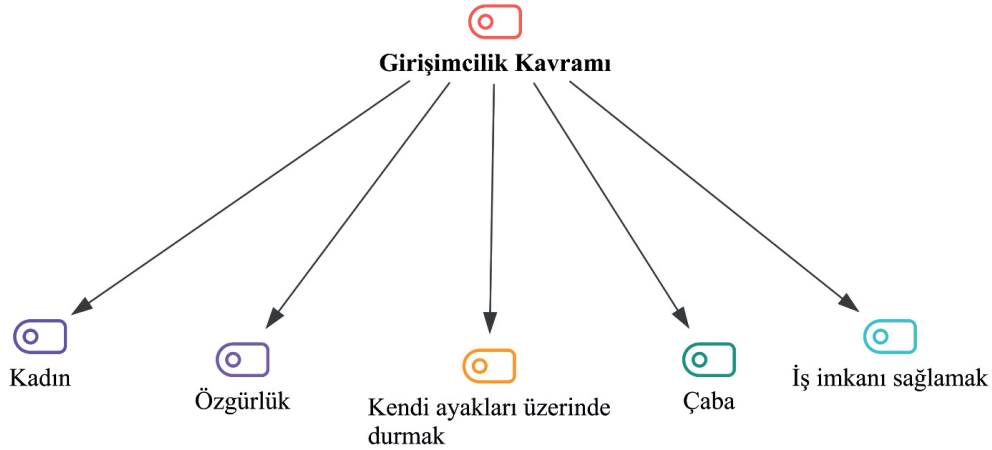 Girişimcilik Kavramı
Kadın
Özgürlük
Kendi ayakları üzerinde
durmak
Çaba
İş imkanı sağlamak